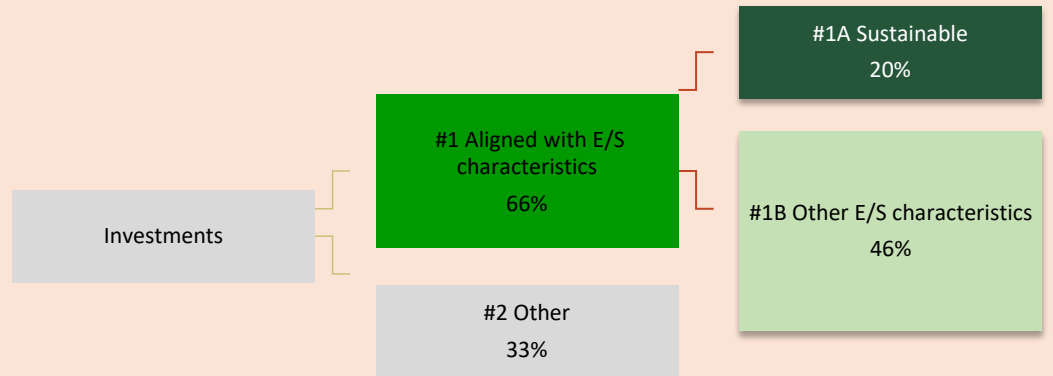 Investments
#1 Aligned with E/S
characteristics
66%
#2 Other
33%
#1A Sustainable
20%
#1B Other E/S characteristics
46%